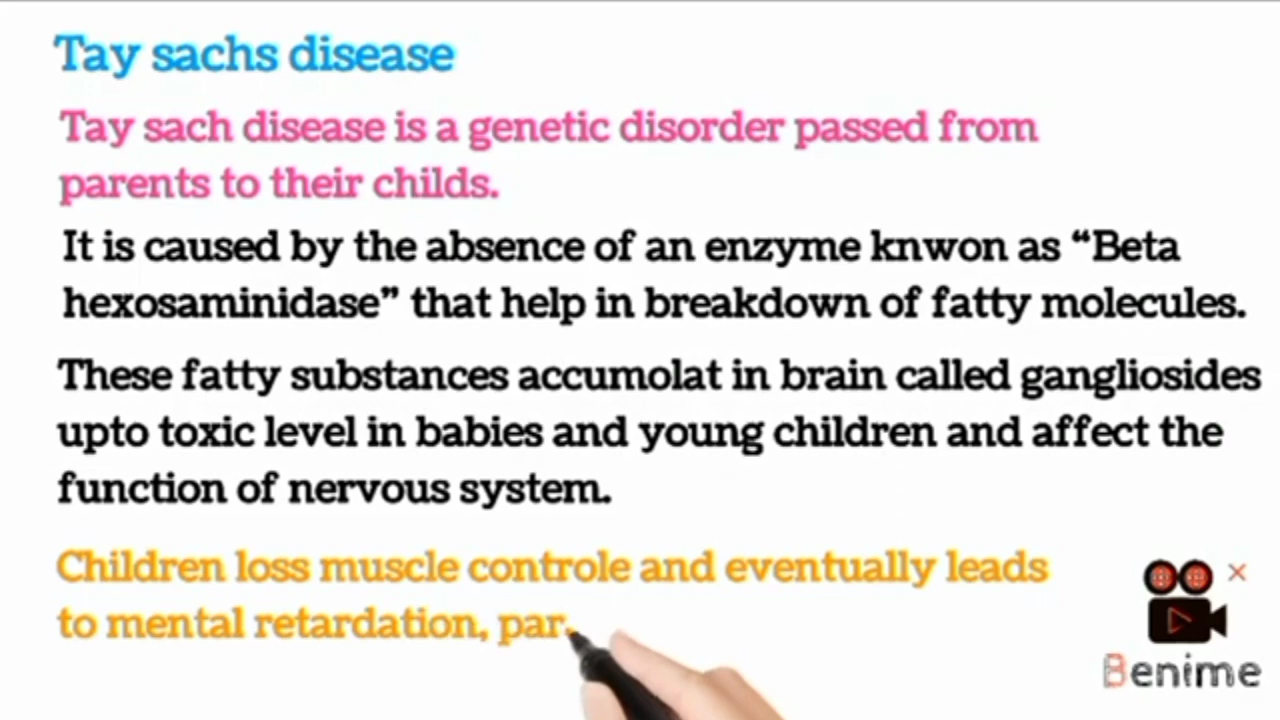 Tay sachs disease
Tay sach disease is a genetic disorder passed from
parents to their childs.
It is caused by the absence of an enzyme knwon as “Beta
hexosaminidase” that help in breakdown of fatty molecules.
These fatty substances accumolat in brain called gangliosides
upto toxic level in babies and young children and affect the
function of nervous system.
Children loss muscle controle and eventually leads
to mental retardation, par.
Benime